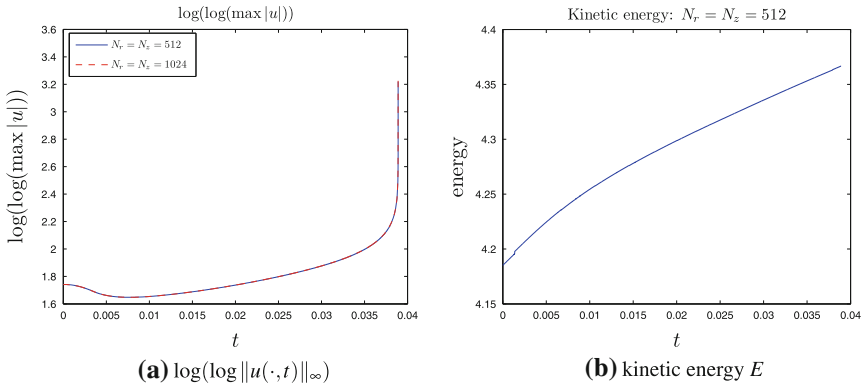 log(log(max |u|))
3.6
3.4
3.2
3
2.8
2.6
2.4
2.2
2
1.8
1.6
N_r = N_z = 512
N_r = N_z = 1024
log(log(max |u|))
0 0.005 0.01 0.015 0.02 0.025 0.03 0.035 0.04
t
(a) log(log ‖u(·,t)‖∞)
Kinetic energy: N_r = N_z = 512
4.4
4.35
4.3
4.25
4.2
4.15
energy
0 0.005 0.01 0.015 0.02 0.025 0.03 0.035 0.04
t
(b) kinetic energy E